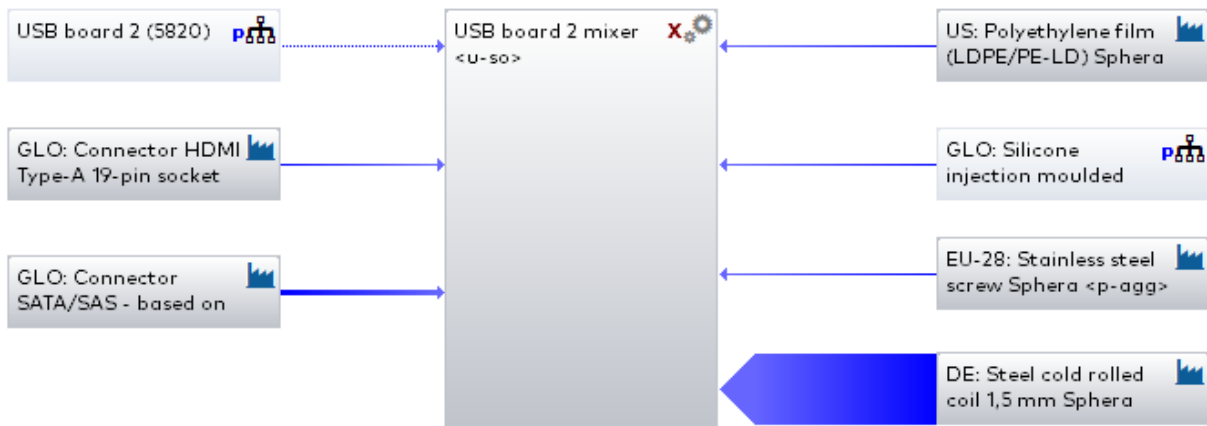 USB board 2 (5820)
p
GLO: Connector HDMI
Type-A 19-pin socket
GLO: Connector
SATA/SAS - based on
USB board 2 mixer
<u-so>
X
US: Polyethylene film
(LDPE/PE-LD) Sphera
GLO: Silicone
injection moulded
p
EU-28: Stainless steel
screw Sphera <p-agg>
DE: Steel cold rolled
coil 1,5 mm Sphera